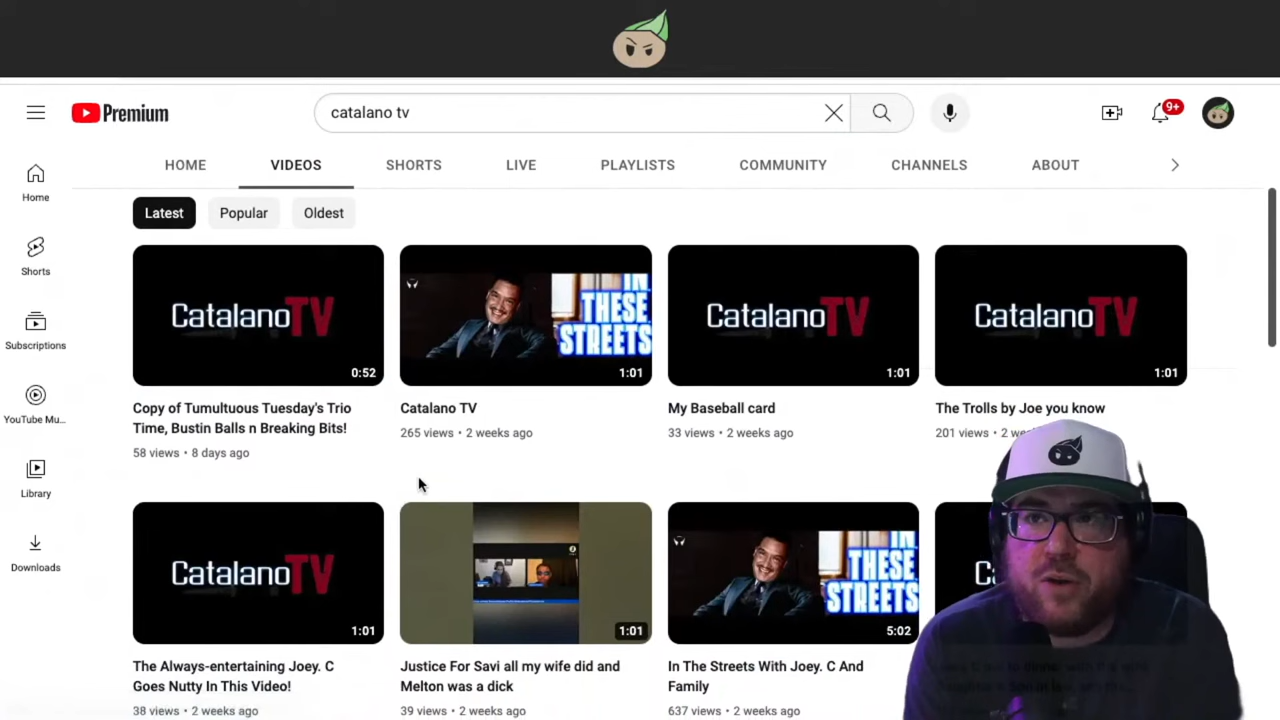 Premium
catalano tv
9+
HOME
VIDEOS
SHORTS
LIVE
PLAYLISTS
COMMUNITY
CHANNELS
ABOUT
Home
Shorts
Subscriptions
YouTube Mu...
Library
Downloads
Latest
Popular
Oldest
CatalanoTV
0:52
IN
THESE
STREETS
1:01
CatalanoTV
1:01
CatalanoTV
1:01
Copy of Tumultuous Tuesday's Trio
Time, Bustin Balls n Breaking Bits!
58 views • 8 days ago
Catalano TV
265 views • 2 weeks ago
My Baseball card
33 views • 2 weeks ago
The Trolls by Joe you know
201 views • 2
CatalanoTV
1:01
1:01
IN
THESE
STREETS
5:02
The Always-entertaining Joey. C
Goes Nutty In This Video!
38 views • 2 weeks ago
Justice For Savi all my wife did and
Melton was a dick
39 views • 2 weeks ago
In The Streets With Joey. C And
Family
637 views • 2 weeks ago